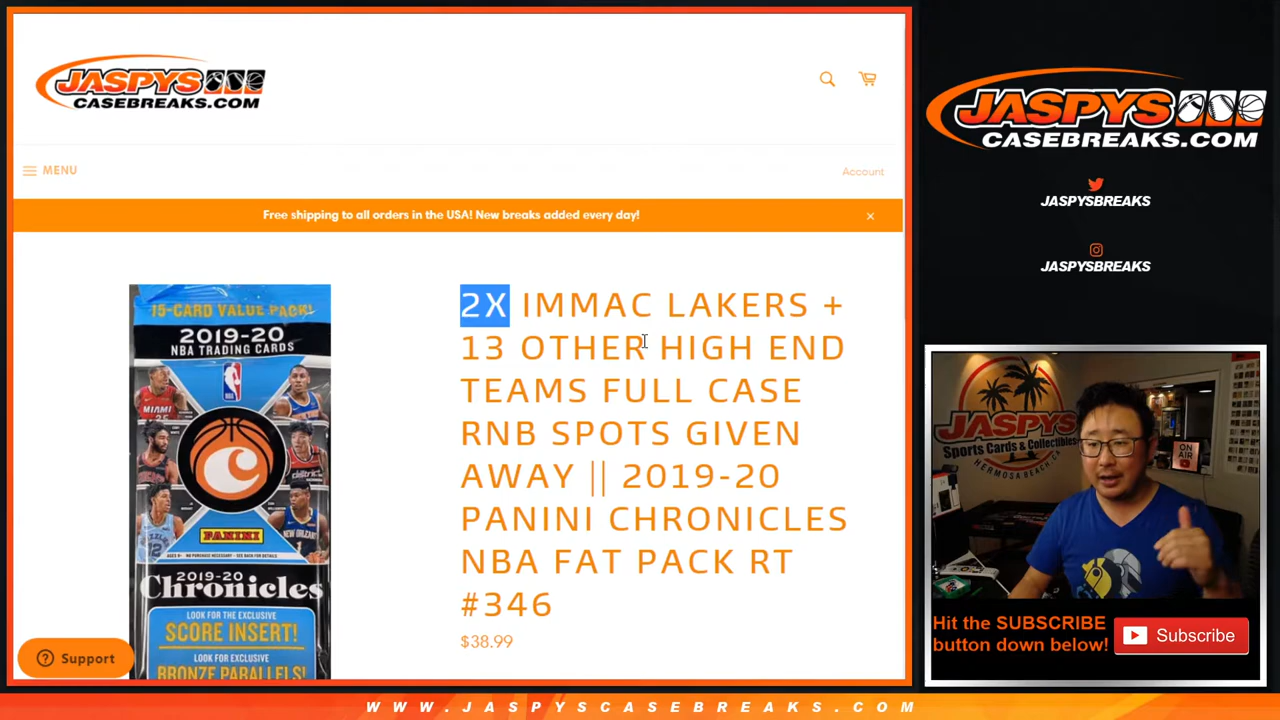 JASPYS
CASEBREAKS.COM
MENU
Account
Free shipping to all orders in the USA! New breaks added every day!
15-CARD VALUE PACK!
2019-20
NBA TRADING CARDS
MIAMI
PANINI
2019-20
Chronicles
LOOK FOR THE EXCLUSIVE
SCORE INSERT!
LOOK FOR EXCLUSIVE
BRONZE PARALLELS!
2X IMMAC LAKERS +
13 OTHER HIGH END
TEAMS FULL CASE
RNB SPOTS GIVEN
AWAY || 2019-20
PANINI CHRONICLES
NBA FAT PACK RT
#346
$38.99
Support
JASPYS
CASEBREAKS.COM
JASPYSBREAKS
JASPYSBREAKS
JASPYS
Sports Cards & Collectibles
HERMOSA BEACH, CA
ON AIR
Hit the SUBSCRIBE
button down below!
Subscribe
WWW.JASPYSCASEBREAKS.COM